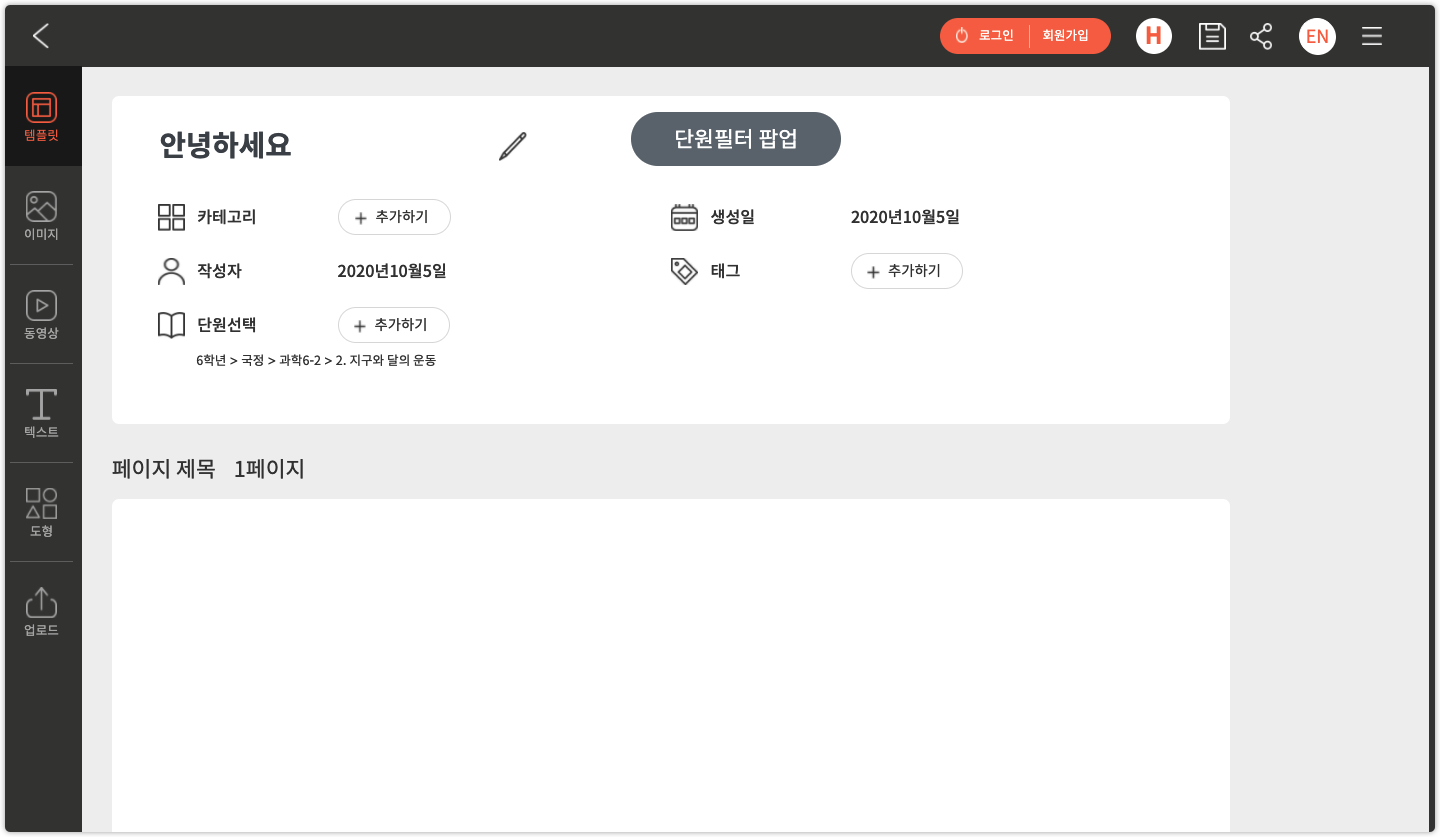 로그인 회원가입 H EN
템플릿
이미지
동영상
텍스트
도형
업로드
안녕하세요
단원필터 팝업
카테고리 + 추가하기
생성일 2020년10월5일
작성자 2020년10월5일
태그 + 추가하기
단원선택 + 추가하기
6학년 > 국정 > 과학6-2 > 2. 지구와 달의 운동
페이지 제목 1페이지